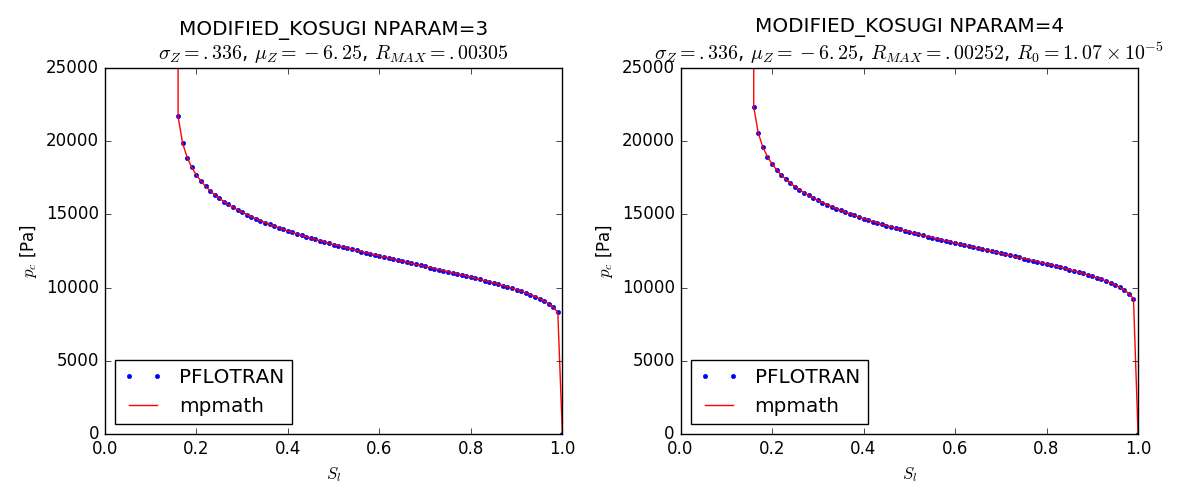 MODIFIED_KOSUGI NPARAM=3
σ_Z = .336, μ_Z = −6.25, R_MAX = .00305
25000
20000
15000
10000
5000
0
p_c [Pa]
PFLOTRAN
mpmath
0.0 0.2 0.4 0.6 0.8 1.0
S_l
MODIFIED_KOSUGI NPARAM=4
σ_Z = .336, μ_Z = −6.25, R_MAX = .00252, R_0 = 1.07 × 10^−5
25000
20000
15000
10000
5000
0
p_c [Pa]
PFLOTRAN
mpmath
0.0 0.2 0.4 0.6 0.8 1.0
S_l